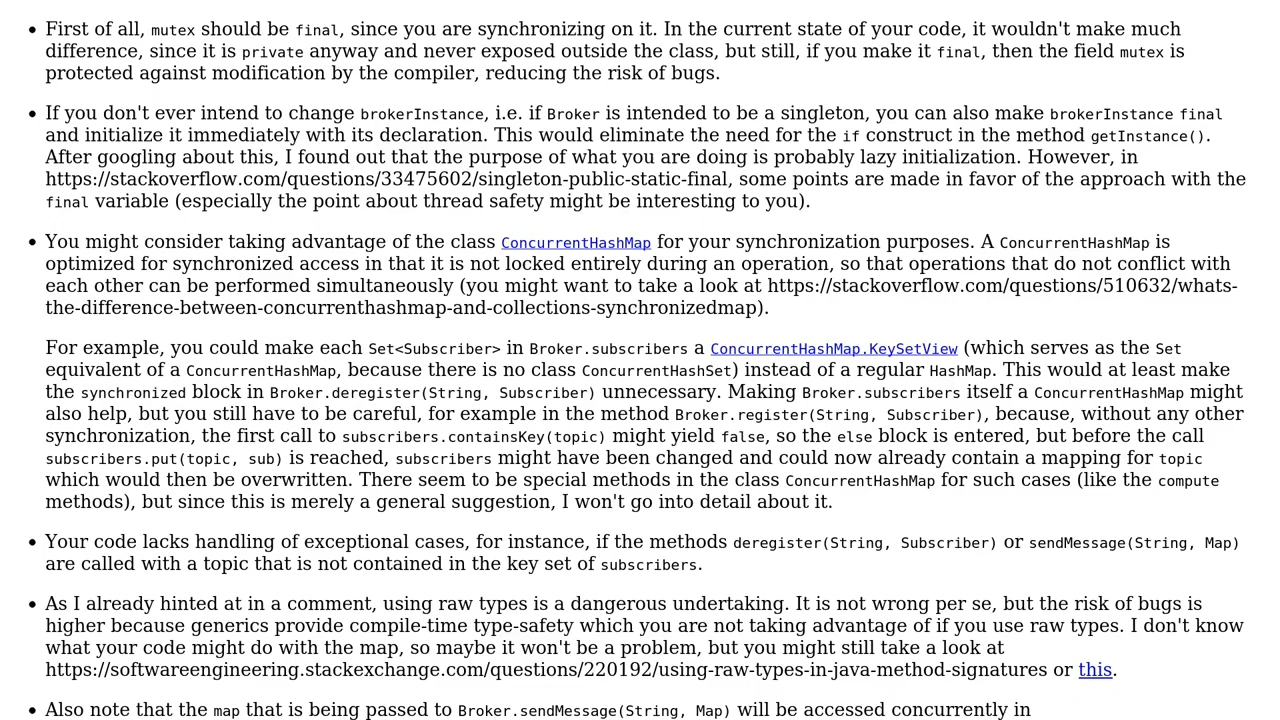 • First of all, mutex should be final, since you are synchronizing on it. In the current state of your code, it wouldn't make much
difference, since it is private anyway and never exposed outside the class, but still, if you make it final, then the field mutex is
protected against modification by the compiler, reducing the risk of bugs.
• If you don't ever intend to change brokerInstance, i.e. if Broker is intended to be a singleton, you can also make brokerInstance final
and initialize it immediately with its declaration. This would eliminate the need for the if construct in the method getInstance().
After googling about this, I found out that the purpose of what you are doing is probably lazy initialization. However, in
https://stackoverflow.com/questions/33475602/singleton-public-static-final, some points are made in favor of the approach with the
final variable (especially the point about thread safety might be interesting to you).
• You might consider taking advantage of the class ConcurrentHashMap for your synchronization purposes. A ConcurrentHashMap is
optimized for synchronized access in that it is not locked entirely during an operation, so that operations that do not conflict with
each other can be performed simultaneously (you might want to take a look at https://stackoverflow.com/questions/510632/whats-
the-difference-between-concurrenthashmap-and-collections-synchronizedmap).
For example, you could make each Set<Subscriber> in Broker.subscribers a ConcurrentHashMap.KeySetView (which serves as the Set
equivalent of a ConcurrentHashMap, because there is no class ConcurrentHashSet) instead of a regular HashMap. This would at least make
the synchronized block in Broker.deregister(String, Subscriber) unnecessary. Making Broker.subscribers itself a ConcurrentHashMap might
also help, but you still have to be careful, for example in the method Broker.register(String, Subscriber), because, without any other
synchronization, the first call to subscribers.containsKey(topic) might yield false, so the else block is entered, but before the call
subscribers.put(topic, sub) is reached, subscribers might have been changed and could now already contain a mapping for topic
which would then be overwritten. There seem to be special methods in the class ConcurrentHashMap for such cases (like the compute
methods), but since this is merely a general suggestion, I won't go into detail about it.
• Your code lacks handling of exceptional cases, for instance, if the methods deregister(String, Subscriber) or sendMessage(String, Map)
are called with a topic that is not contained in the key set of subscribers.
• As I already hinted at in a comment, using raw types is a dangerous undertaking. It is not wrong per se, but the risk of bugs is
higher because generics provide compile-time type-safety which you are not taking advantage of if you use raw types. I don't know
what your code might do with the map, so maybe it won't be a problem, but you might still take a look at
https://softwareengineering.stackexchange.com/questions/220192/using-raw-types-in-java-method-signatures or this.
• Also note that the map that is being passed to Broker.sendMessage(String, Map) will be accessed concurrently in